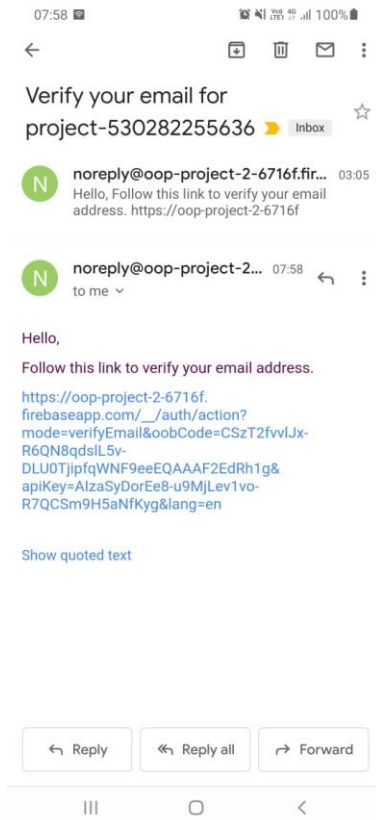 07:58 100%
Verify your email for
project-530282255636 Inbox
N noreply@oop-project-2-6716f.fir... 03:05
Hello, Follow this link to verify your email
address. https://oop-project-2-6716f
N noreply@oop-project-2... 07:58
to me
Hello,
Follow this link to verify your email address.
https://oop-project-2-6716f.
firebaseapp.com/__/auth/action?
mode=verifyEmail&oobCode=CSzT2fvvlJx-
R6QN8qdslL5v-
DLU0TjipfqWNF9eeEQAAAF2EdRh1g&
apiKey=AIzaSyDorEe8-u9MjLev1vo-
R7QCSm9H5aNfKyg&lang=en
Show quoted text
Reply Reply all Forward